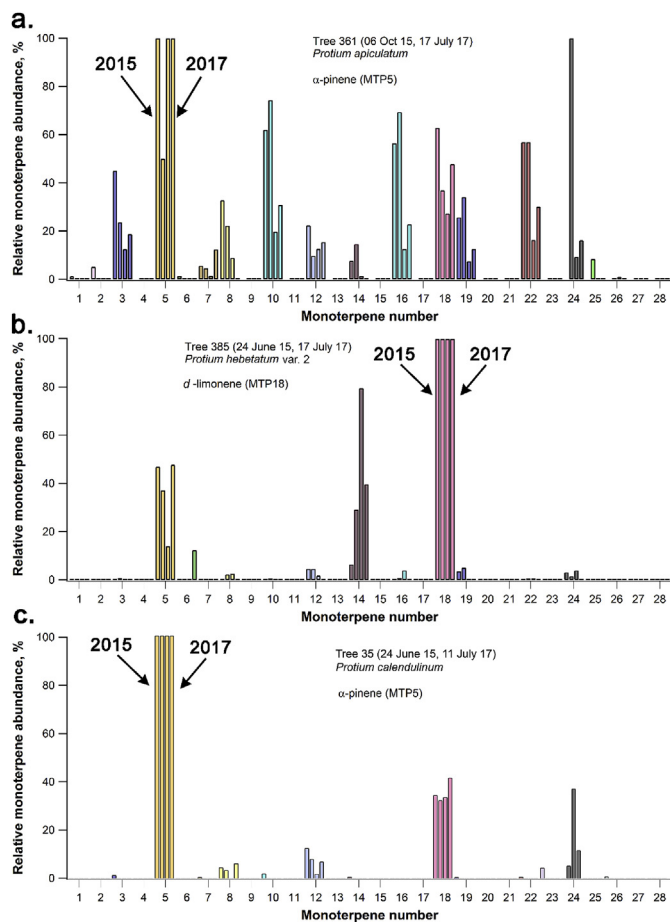 a.
Relative monoterpene abundance, %
100
80
60
40
20
0
2015
2017
Tree 361 (06 Oct 15, 17 July 17)
Protium apiculatum
α-pinene (MTP5)
1 2 3 4 5 6 7 8 9 10 11 12 13 14 15 16 17 18 19 20 21 22 23 24 25 26 27 28
Monoterpene number
b.
Relative monoterpene abundance, %
100
80
60
40
20
0
Tree 385 (24 June 15, 17 July 17)
Protium hebetatum var. 2
d -limonene (MTP18)
2015
2017
1 2 3 4 5 6 7 8 9 10 11 12 13 14 15 16 17 18 19 20 21 22 23 24 25 26 27 28
Monoterpene number
c.
Relative monoterpene abundance, %
100
80
60
40
20
0
2015
2017
Tree 35 (24 June 15, 11 July 17)
Protium calendulinum
α-pinene (MTP5)
1 2 3 4 5 6 7 8 9 10 11 12 13 14 15 16 17 18 19 20 21 22 23 24 25 26 27 28
Monoterpene number